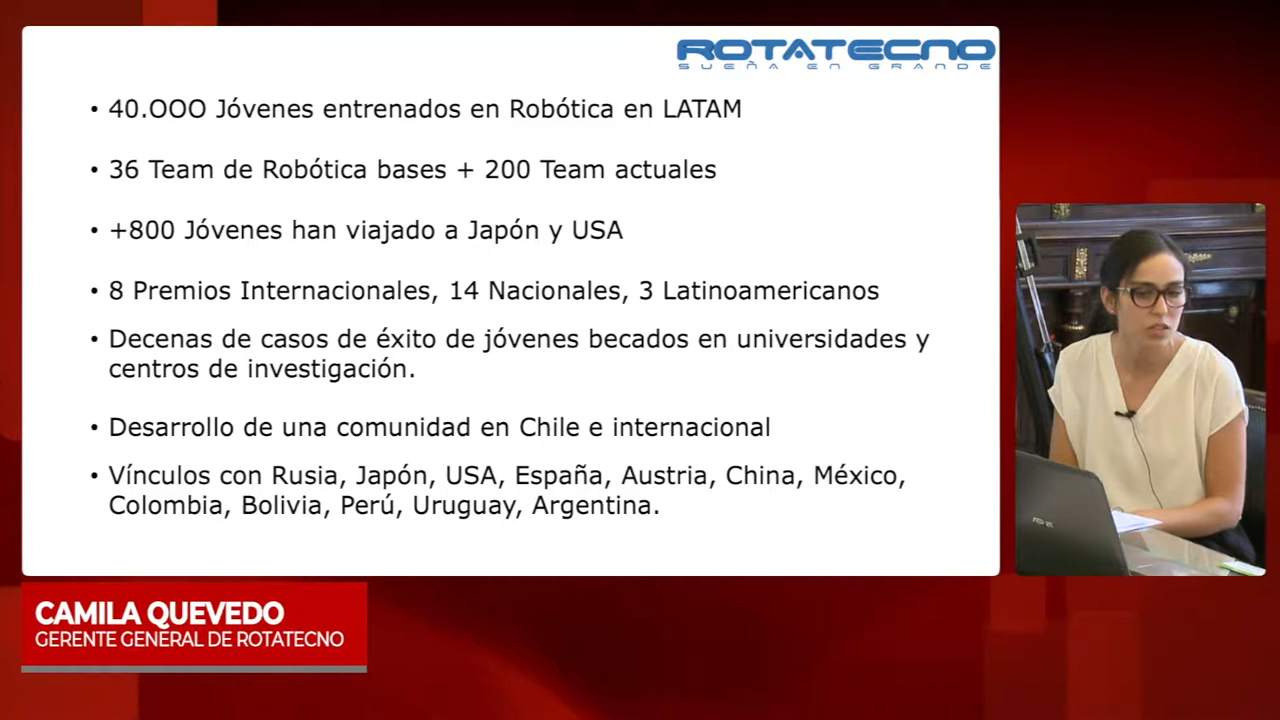 ROTATECNO
SUEÑA EN GRANDE
• 40.OOO Jóvenes entrenados en Robótica en LATAM
• 36 Team de Robótica bases + 200 Team actuales
• +800 Jóvenes han viajado a Japón y USA
• 8 Premios Internacionales, 14 Nacionales, 3 Latinoamericanos
• Decenas de casos de éxito de jóvenes becados en universidades y
centros de investigación.
• Desarrollo de una comunidad en Chile e internacional
• Vínculos con Rusia, Japón, USA, España, Austria, China, México,
Colombia, Bolivia, Perú, Uruguay, Argentina.
CAMILA QUEVEDO
GERENTE GENERAL DE ROTATECNO